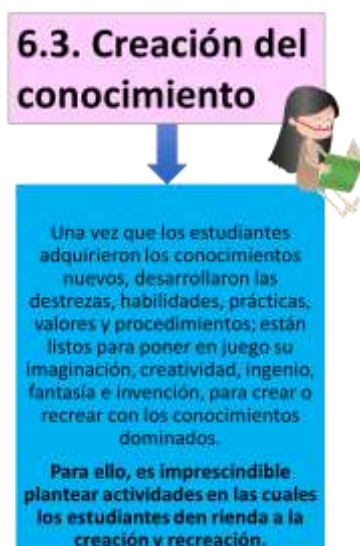 6.3. Creación del
conocimiento
Una vez que los estudiantes
adquirieron los conocimientos
nuevos, desarrollaron las
destrezas, habilidades, prácticas,
valores y procedimientos; están
listos para poner en juego su
imaginación, creatividad, ingenio,
fantasía e invención, para crear o
recrear con los conocimientos
dominados.
Para ello, es imprescindible
plantear actividades en las cuales
los estudiantes den rienda a la
creación y recreación.